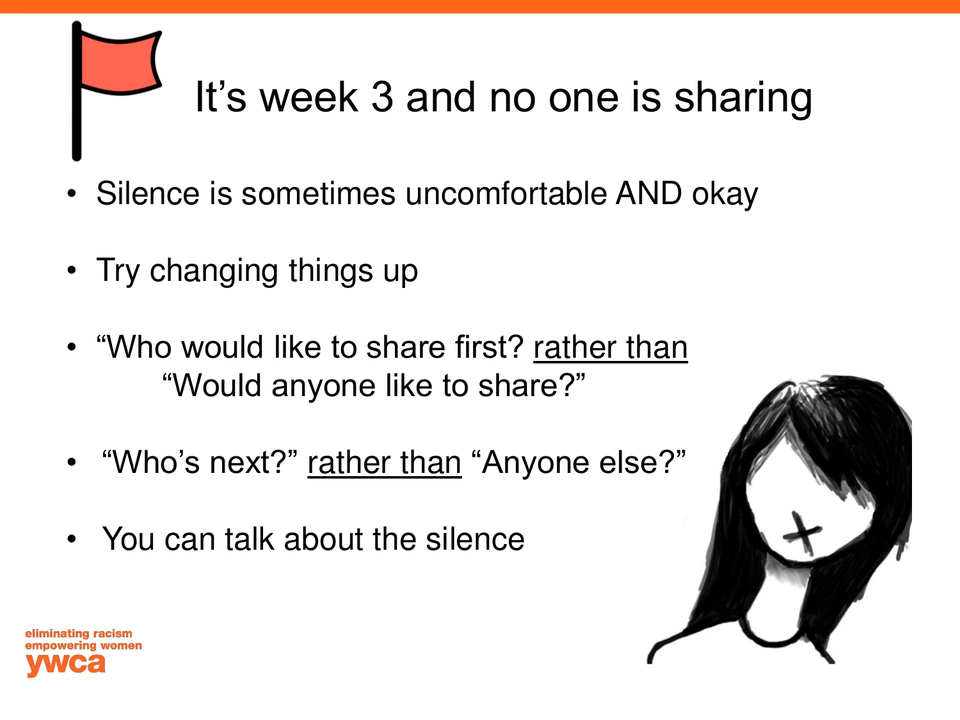 It’s week 3 and no one is sharing
• Silence is sometimes uncomfortable AND okay
• Try changing things up
• “Who would like to share first? rather than
“Would anyone like to share?”
• “Who’s next?” rather than “Anyone else?”
• You can talk about the silence
eliminating racism
empowering women
ywca